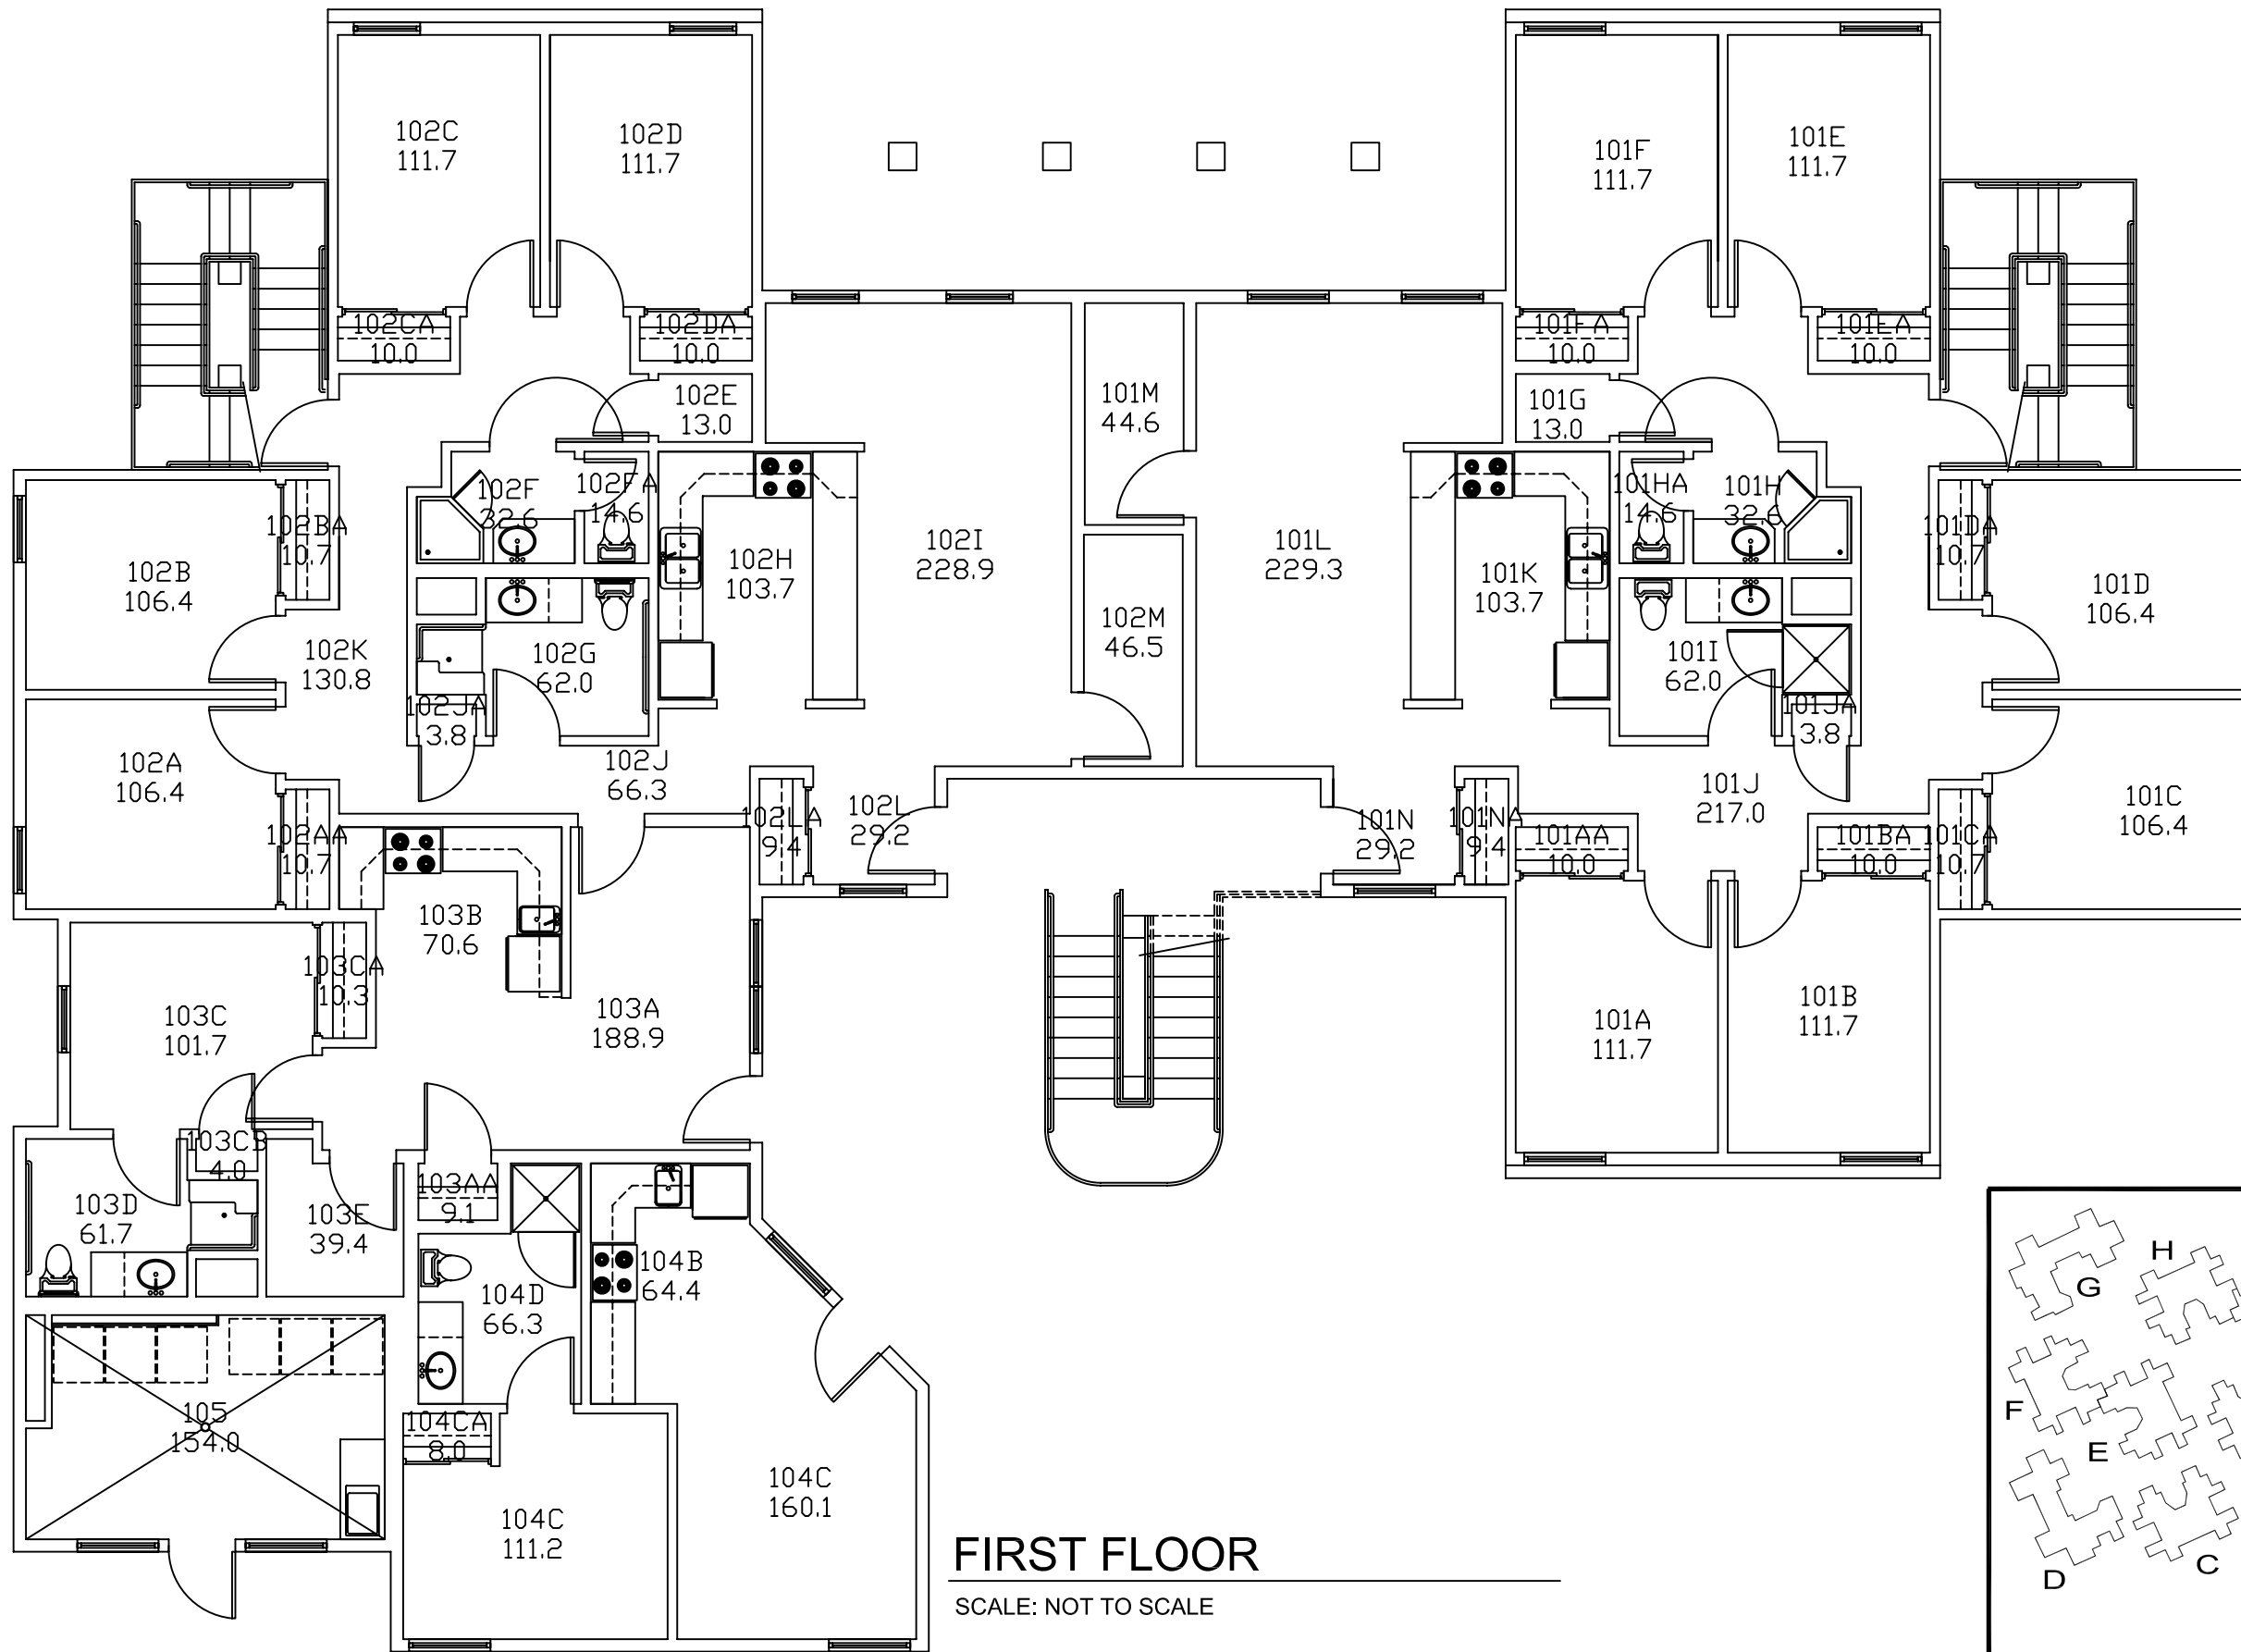 102C
111.7
102D
111.7
101F
111.7
101E
111.7
102CA
10.0
102DA
10.0
101FA
10.0
101EA
10.0
102E
13.0
101M
44.6
101G
13.0
102F
32.6
102FA
14.6
101HA
14.6
101H
32.6
102BA
10.7
102B
106.4
102H
103.7
102I
228.9
101L
229.3
101K
103.7
101DA
10.7
101D
106.4
102K
130.8
102G
62.0
102M
46.5
101I
62.0
102JA
3.8
101JA
3.8
102A
106.4
102J
66.3
101J
217.0
101C
106.4
102AA
10.7
102LA
9.4
102L
29.2
101N
29.2
101NA
9.4
101AA
10.0
101BA
10.0
101CA
10.7
103B
70.6
103CA
10.3
103C
101.7
103A
188.9
101A
111.7
101B
111.7
103CB
4.0
103D
61.7
103E
39.4
103AA
9.1
104D
66.3
104B
64.4
105
154.0
104CA
8.0
104C
111.2
104C
160.1
H
G
F
E
D
C
FIRST FLOOR
SCALE: NOT TO SCALE